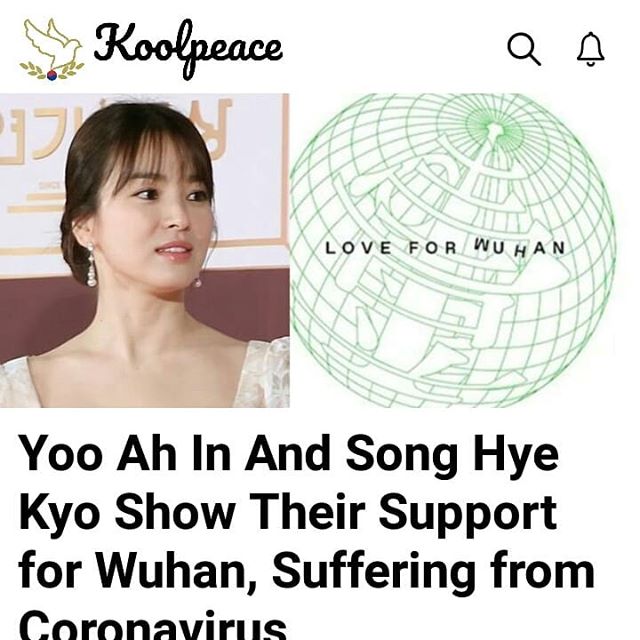 Koolpeace
LOVE FOR WUHAN
Yoo Ah In And Song Hye
Kyo Show Their Support
for Wuhan, Suffering from
Coronavirus